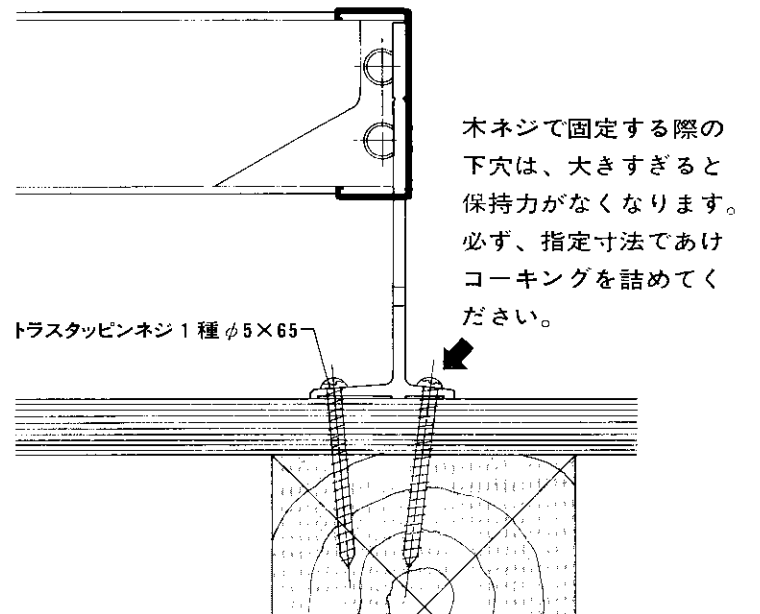 木ネジで固定する際の
下穴は、大きすぎると
保持力がなくなります。
必ず、指定寸法であけ
コーキングを詰めてく
ださい。
トラスタッピンネジ1種φ5×65